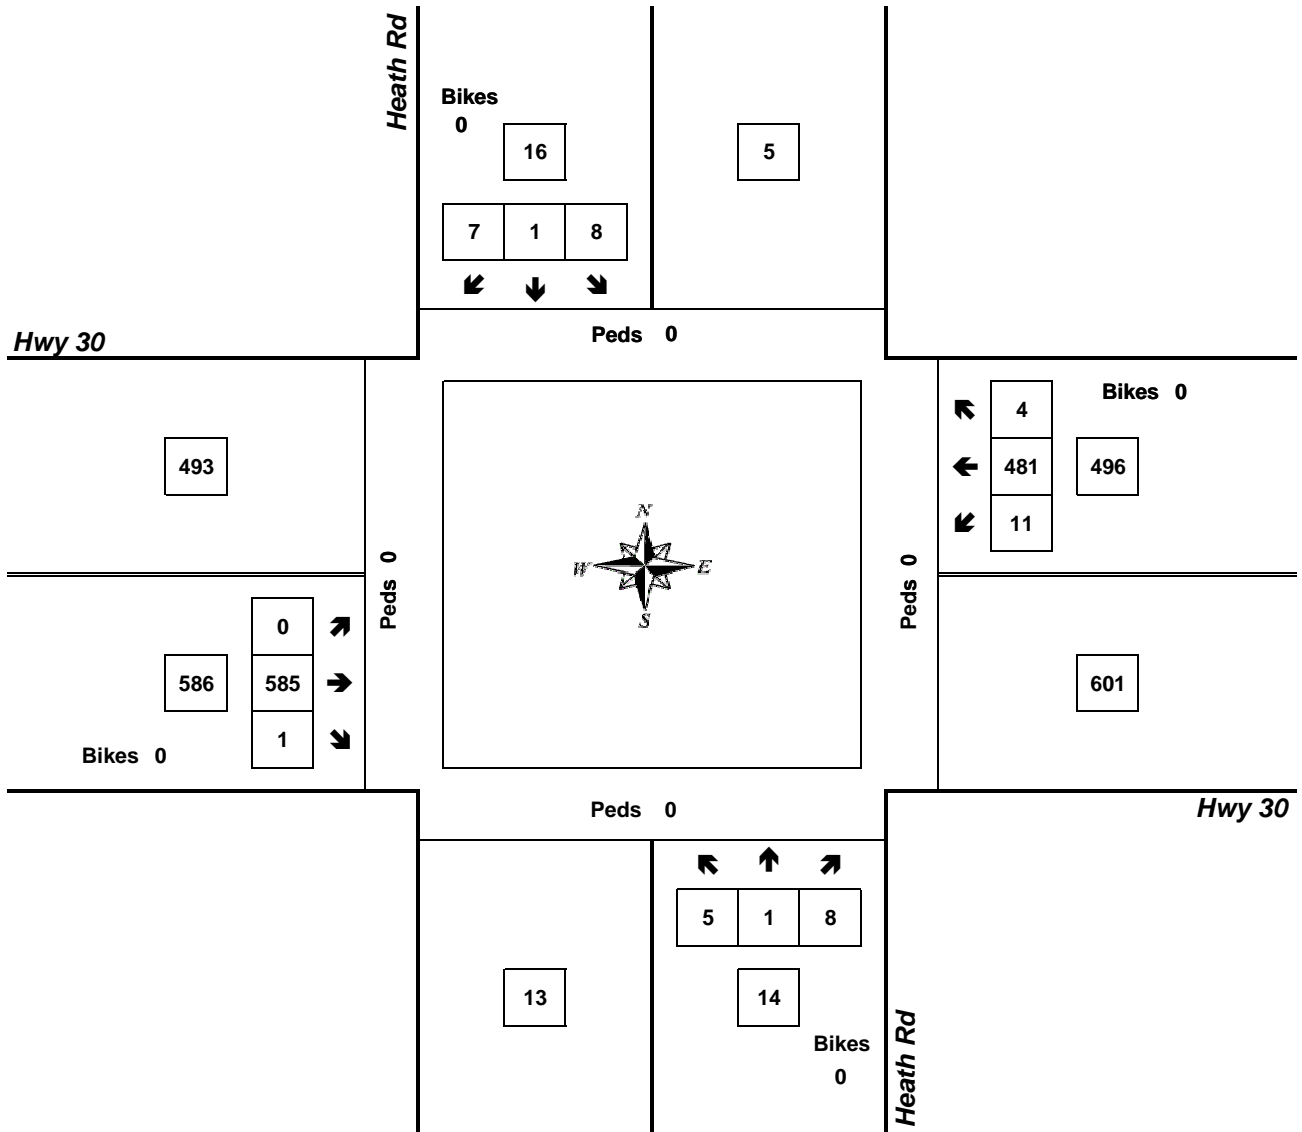 Heath Rd
Bikes
0
16
5
7 1 8
Peds 0
Hwy 30
4
Bikes 0
493
481 496
11
N
W E
S
Peds 0
Peds 0
0
586 585
1
Bikes 0
601
Peds 0
Hwy 30
5 1 8
13
14
Bikes
0
Heath Rd